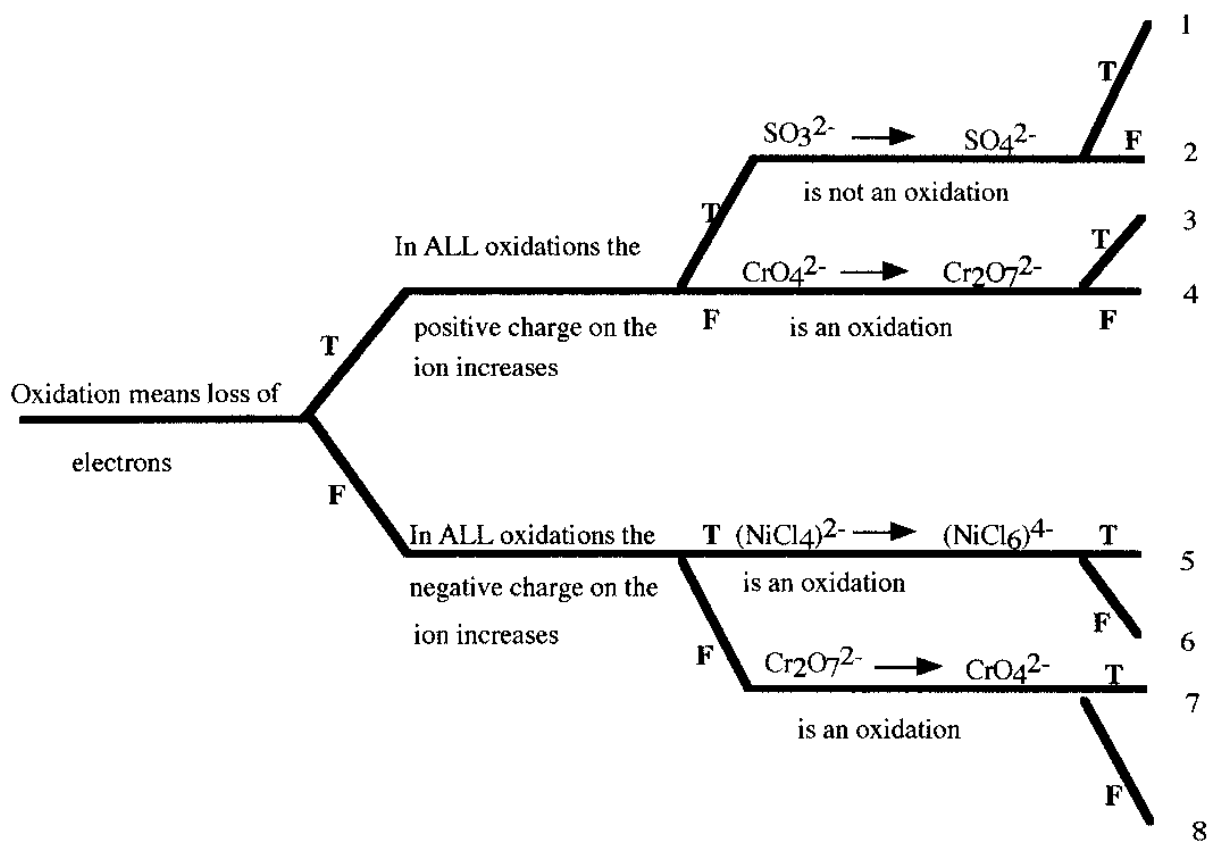 1
T
SO₃²⁻ → SO₄²⁻ F 2
is not an oxidation
3
T T
In ALL oxidations the
CrO₄²⁻ → Cr₂O₇²⁻
4
positive charge on the F is an oxidation F
T
ion increases
Oxidation means loss of
electrons
F
In ALL oxidations the T (NiCl₄)²⁻ → (NiCl₆)⁴⁻ T
5
negative charge on the is an oxidation
F
ion increases 6
F Cr₂O₇²⁻ → CrO₄²⁻ T
7
is an oxidation
F
8